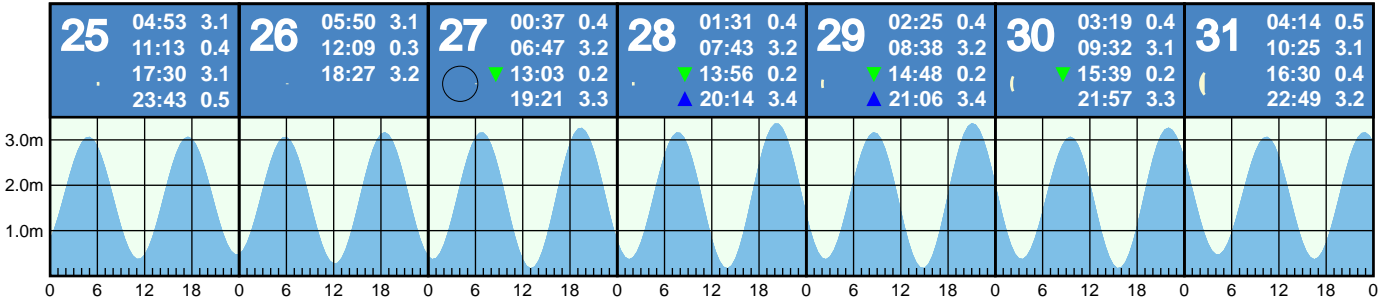 25
04:53 3.1
11:13 0.4
17:30 3.1
23:43 0.5
26
05:50 3.1
12:09 0.3
18:27 3.2
27
00:37 0.4
06:47 3.2
▼ 13:03 0.2
19:21 3.3
28
01:31 0.4
07:43 3.2
▼ 13:56 0.2
▲ 20:14 3.4
29
02:25 0.4
08:38 3.2
▼ 14:48 0.2
▲ 21:06 3.4
30
03:19 0.4
09:32 3.1
▼ 15:39 0.2
21:57 3.3
31
04:14 0.5
10:25 3.1
16:30 0.4
22:49 3.2
3.0m
2.0m
1.0m
0 6 12 18 0 6 12 18 0 6 12 18 0 6 12 18 0 6 12 18 0 6 12 18 0 6 12 18 0